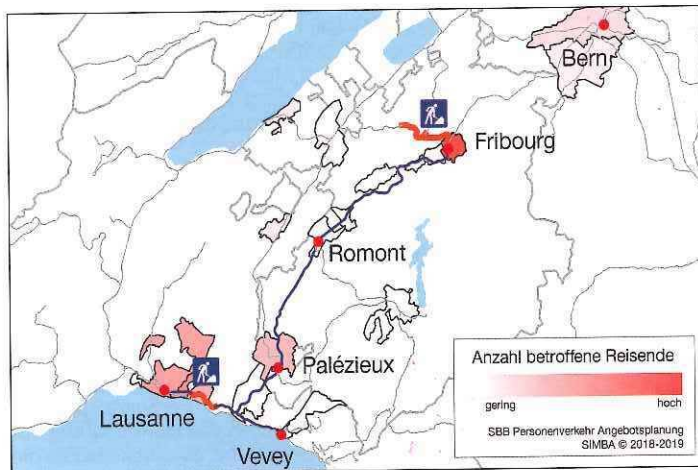 Bern
Fribourg
Romont
Palézieux
Lausanne
Vevey
Anzahl betroffene Reisende
gering
hoch
SBB Personenverkehr Angebotsplanung
SIMBA © 2018-2019